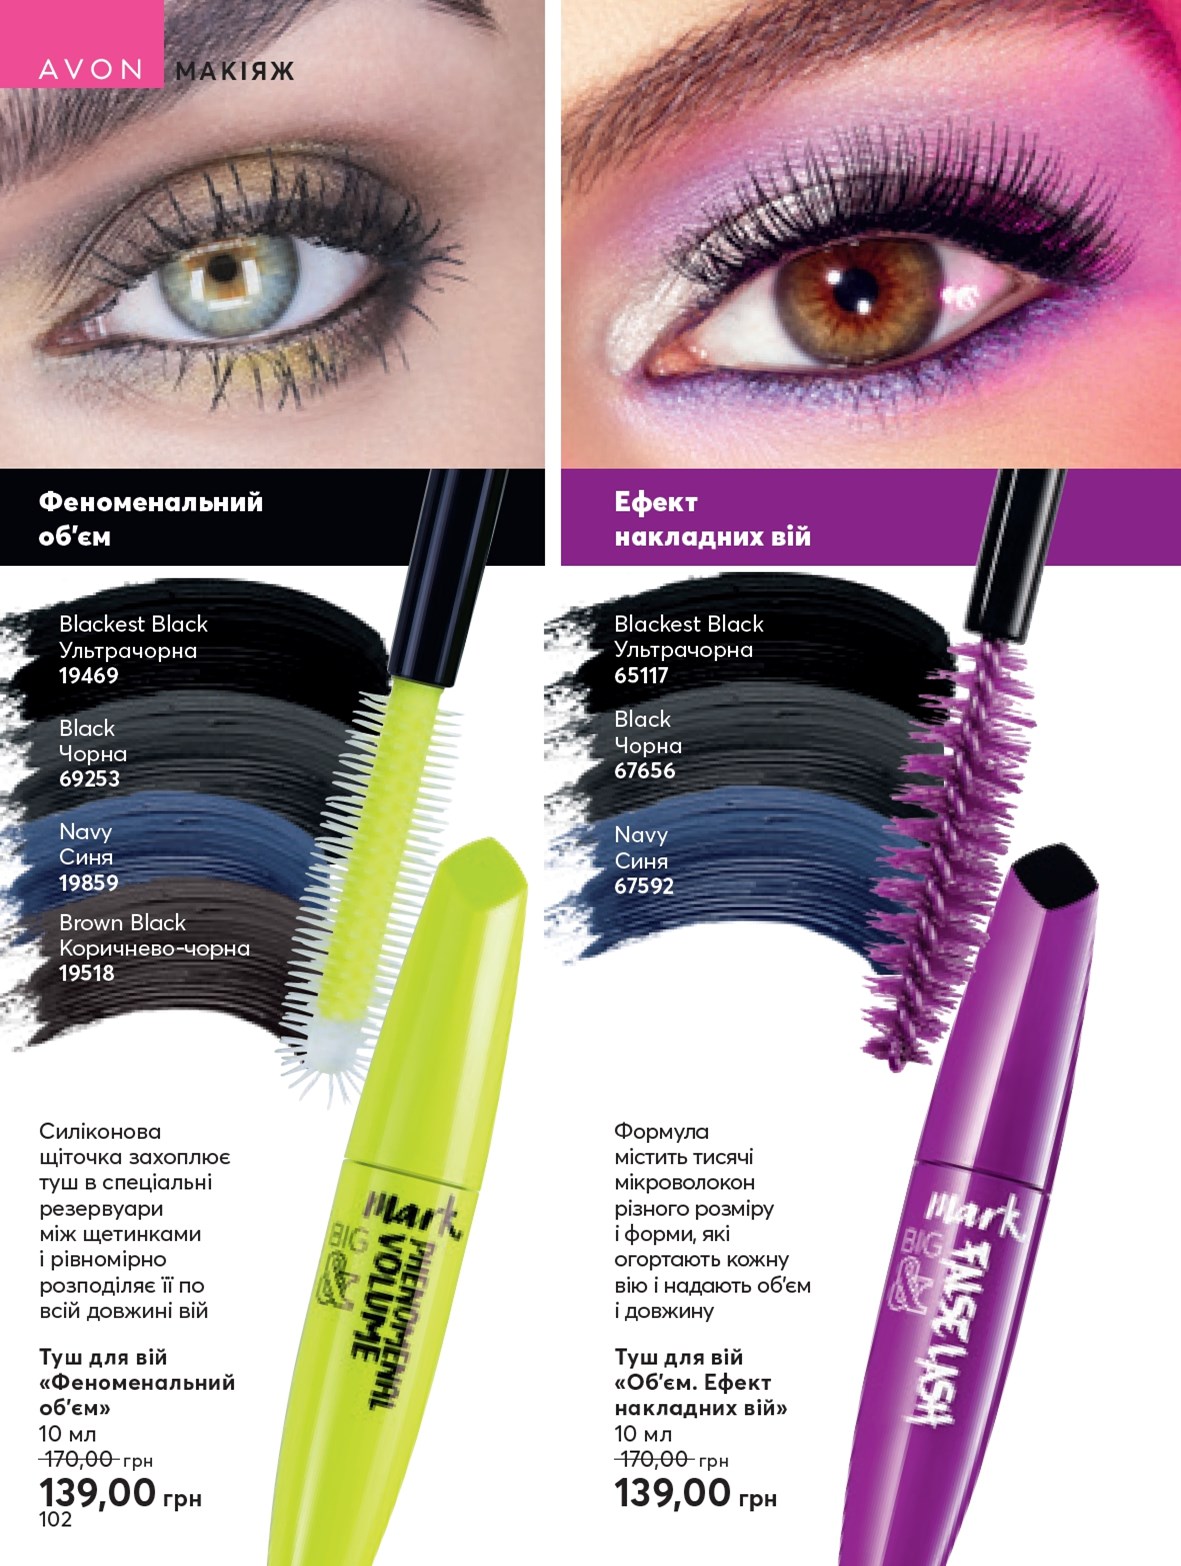 AVON МАКІЯЖ
Феноменальний
об'єм
Blackest Black
Ультрачорна
19469
Black
Чорна
69253
Navy
Синя
19859
Brown Black
Коричнево-чорна
19518
Силіконова
щіточка захоплює
туш в спеціальні
резервуари
між щетинками
і рівномірно
розподіляє її по
всій довжині вій
Туш для вій
«Феноменальний
об'єм»
10 мл
170,00 грн
139,00 грн
102
mark.
BIG
&
PHENOMENAL
VOLUME
Ефект
накладних вій
Blackest Black
Ультрачорна
65117
Black
Чорна
67656
Navy
Синя
67592
Формула
містить тисячі
мікроволокон
різного розміру
і форми, які
огортають кожну
вію і надають об'єм
і довжину
Туш для вій
«Об'єм. Ефект
накладних вій»
10 мл
170,00 грн
139,00 грн
mark.
BIG
&
FALSE LASH